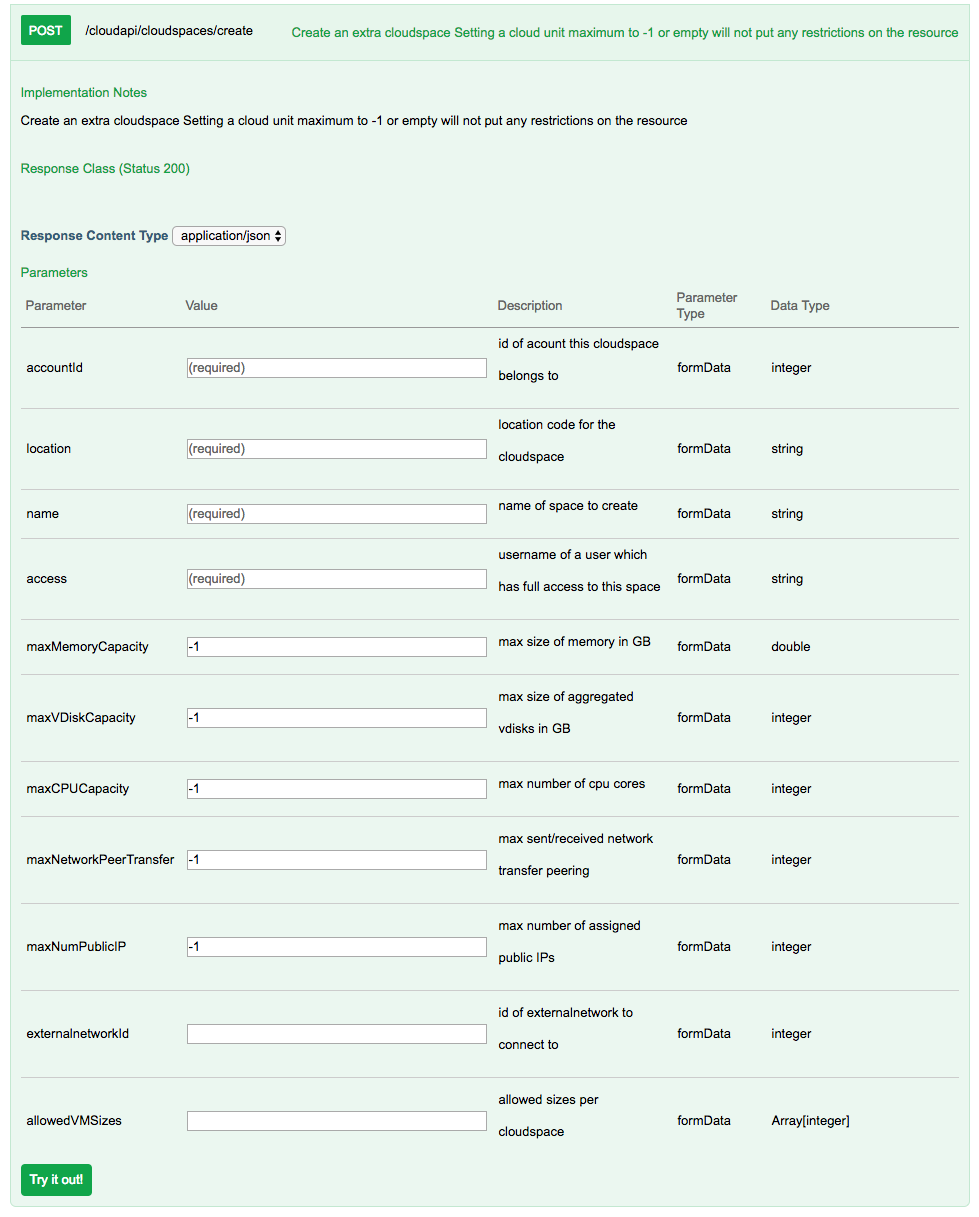 POST /cloudapi/cloudspaces/create Create an extra cloudspace Setting a cloud unit maximum to -1 or empty will not put any restrictions on the resource
Implementation Notes
Create an extra cloudspace Setting a cloud unit maximum to -1 or empty will not put any restrictions on the resource
Response Class (Status 200)
Response Content Type application/json
Parameters
Parameter Value Description Parameter Type Data Type
accountId (required) id of acount this cloudspace belongs to formData integer
location (required) location code for the cloudspace formData string
name (required) name of space to create formData string
access (required) username of a user which has full access to this space formData string
maxMemoryCapacity -1 max size of memory in GB formData double
maxVDiskCapacity -1 max size of aggregated vdisks in GB formData integer
maxCPUCapacity -1 max number of cpu cores formData integer
maxNetworkPeerTransfer -1 max sent/received network transfer peering formData integer
maxNumPublicIP -1 max number of assigned public IPs formData integer
externalnetworkId id of externalnetwork to connect to formData integer
allowedVMSizes allowed sizes per cloudspace formData Array[integer]
Try it out!